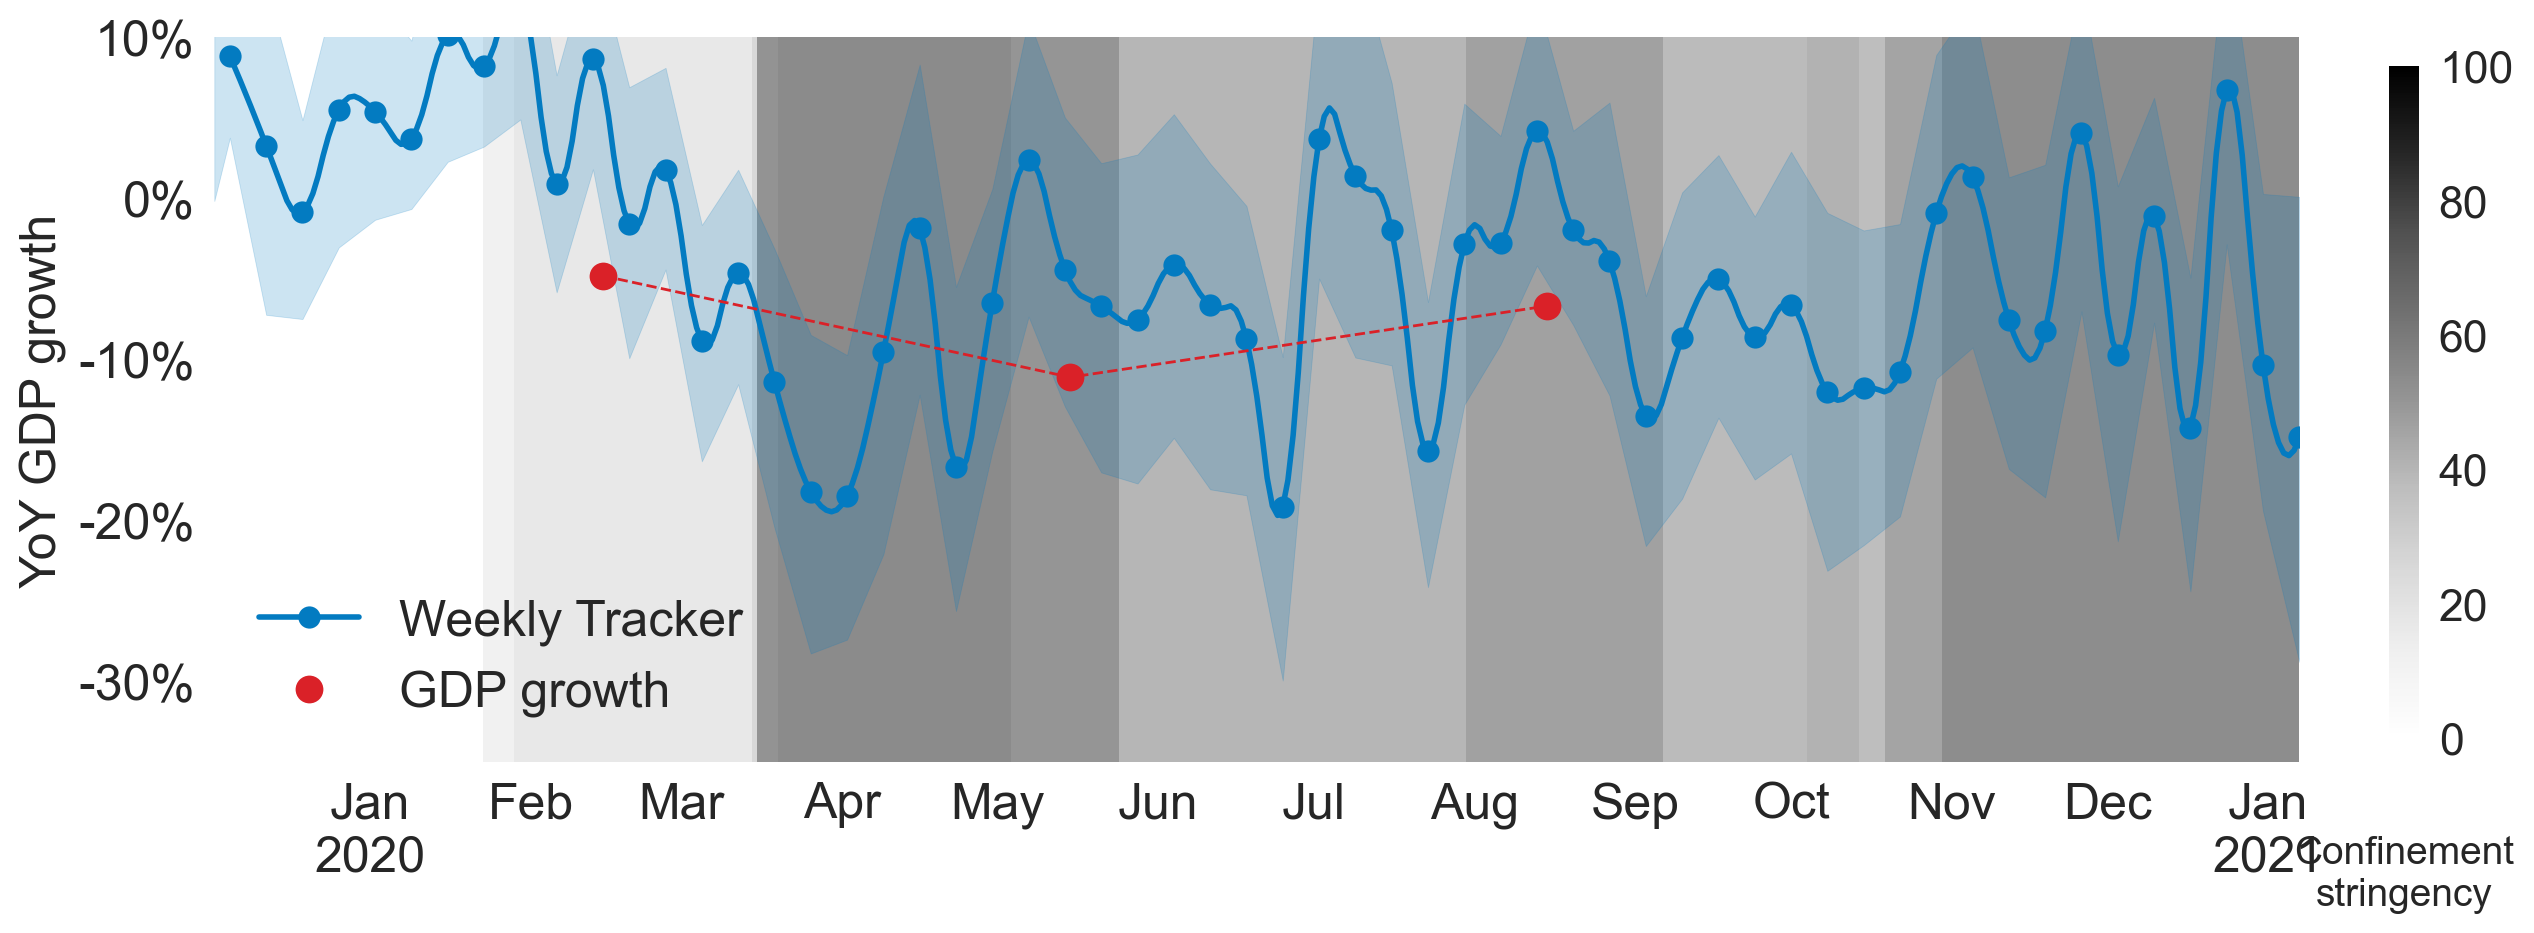 10%
0%
-10%
-20%
-30%
YoY GDP growth
Weekly Tracker
GDP growth
Jan
2020
Feb
Mar
Apr
May
Jun
Jul
Aug
Sep
Oct
Nov
Dec
Jan
2021
100
80
60
40
20
0
Confinement
stringency